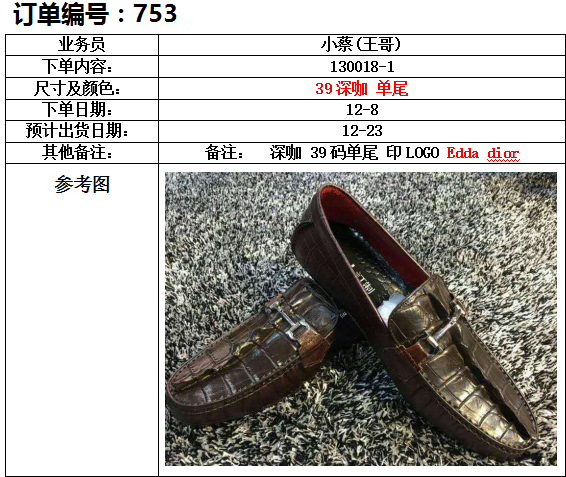 订单编号：753
业务员 小蔡(王哥)
下单内容： 130018-1
尺寸及颜色： 39深咖 单尾
下单日期： 12-8
预计出货日期： 12-23
其他备注： 备注： 深咖 39码单尾 印LOGO Edda dior
参考图